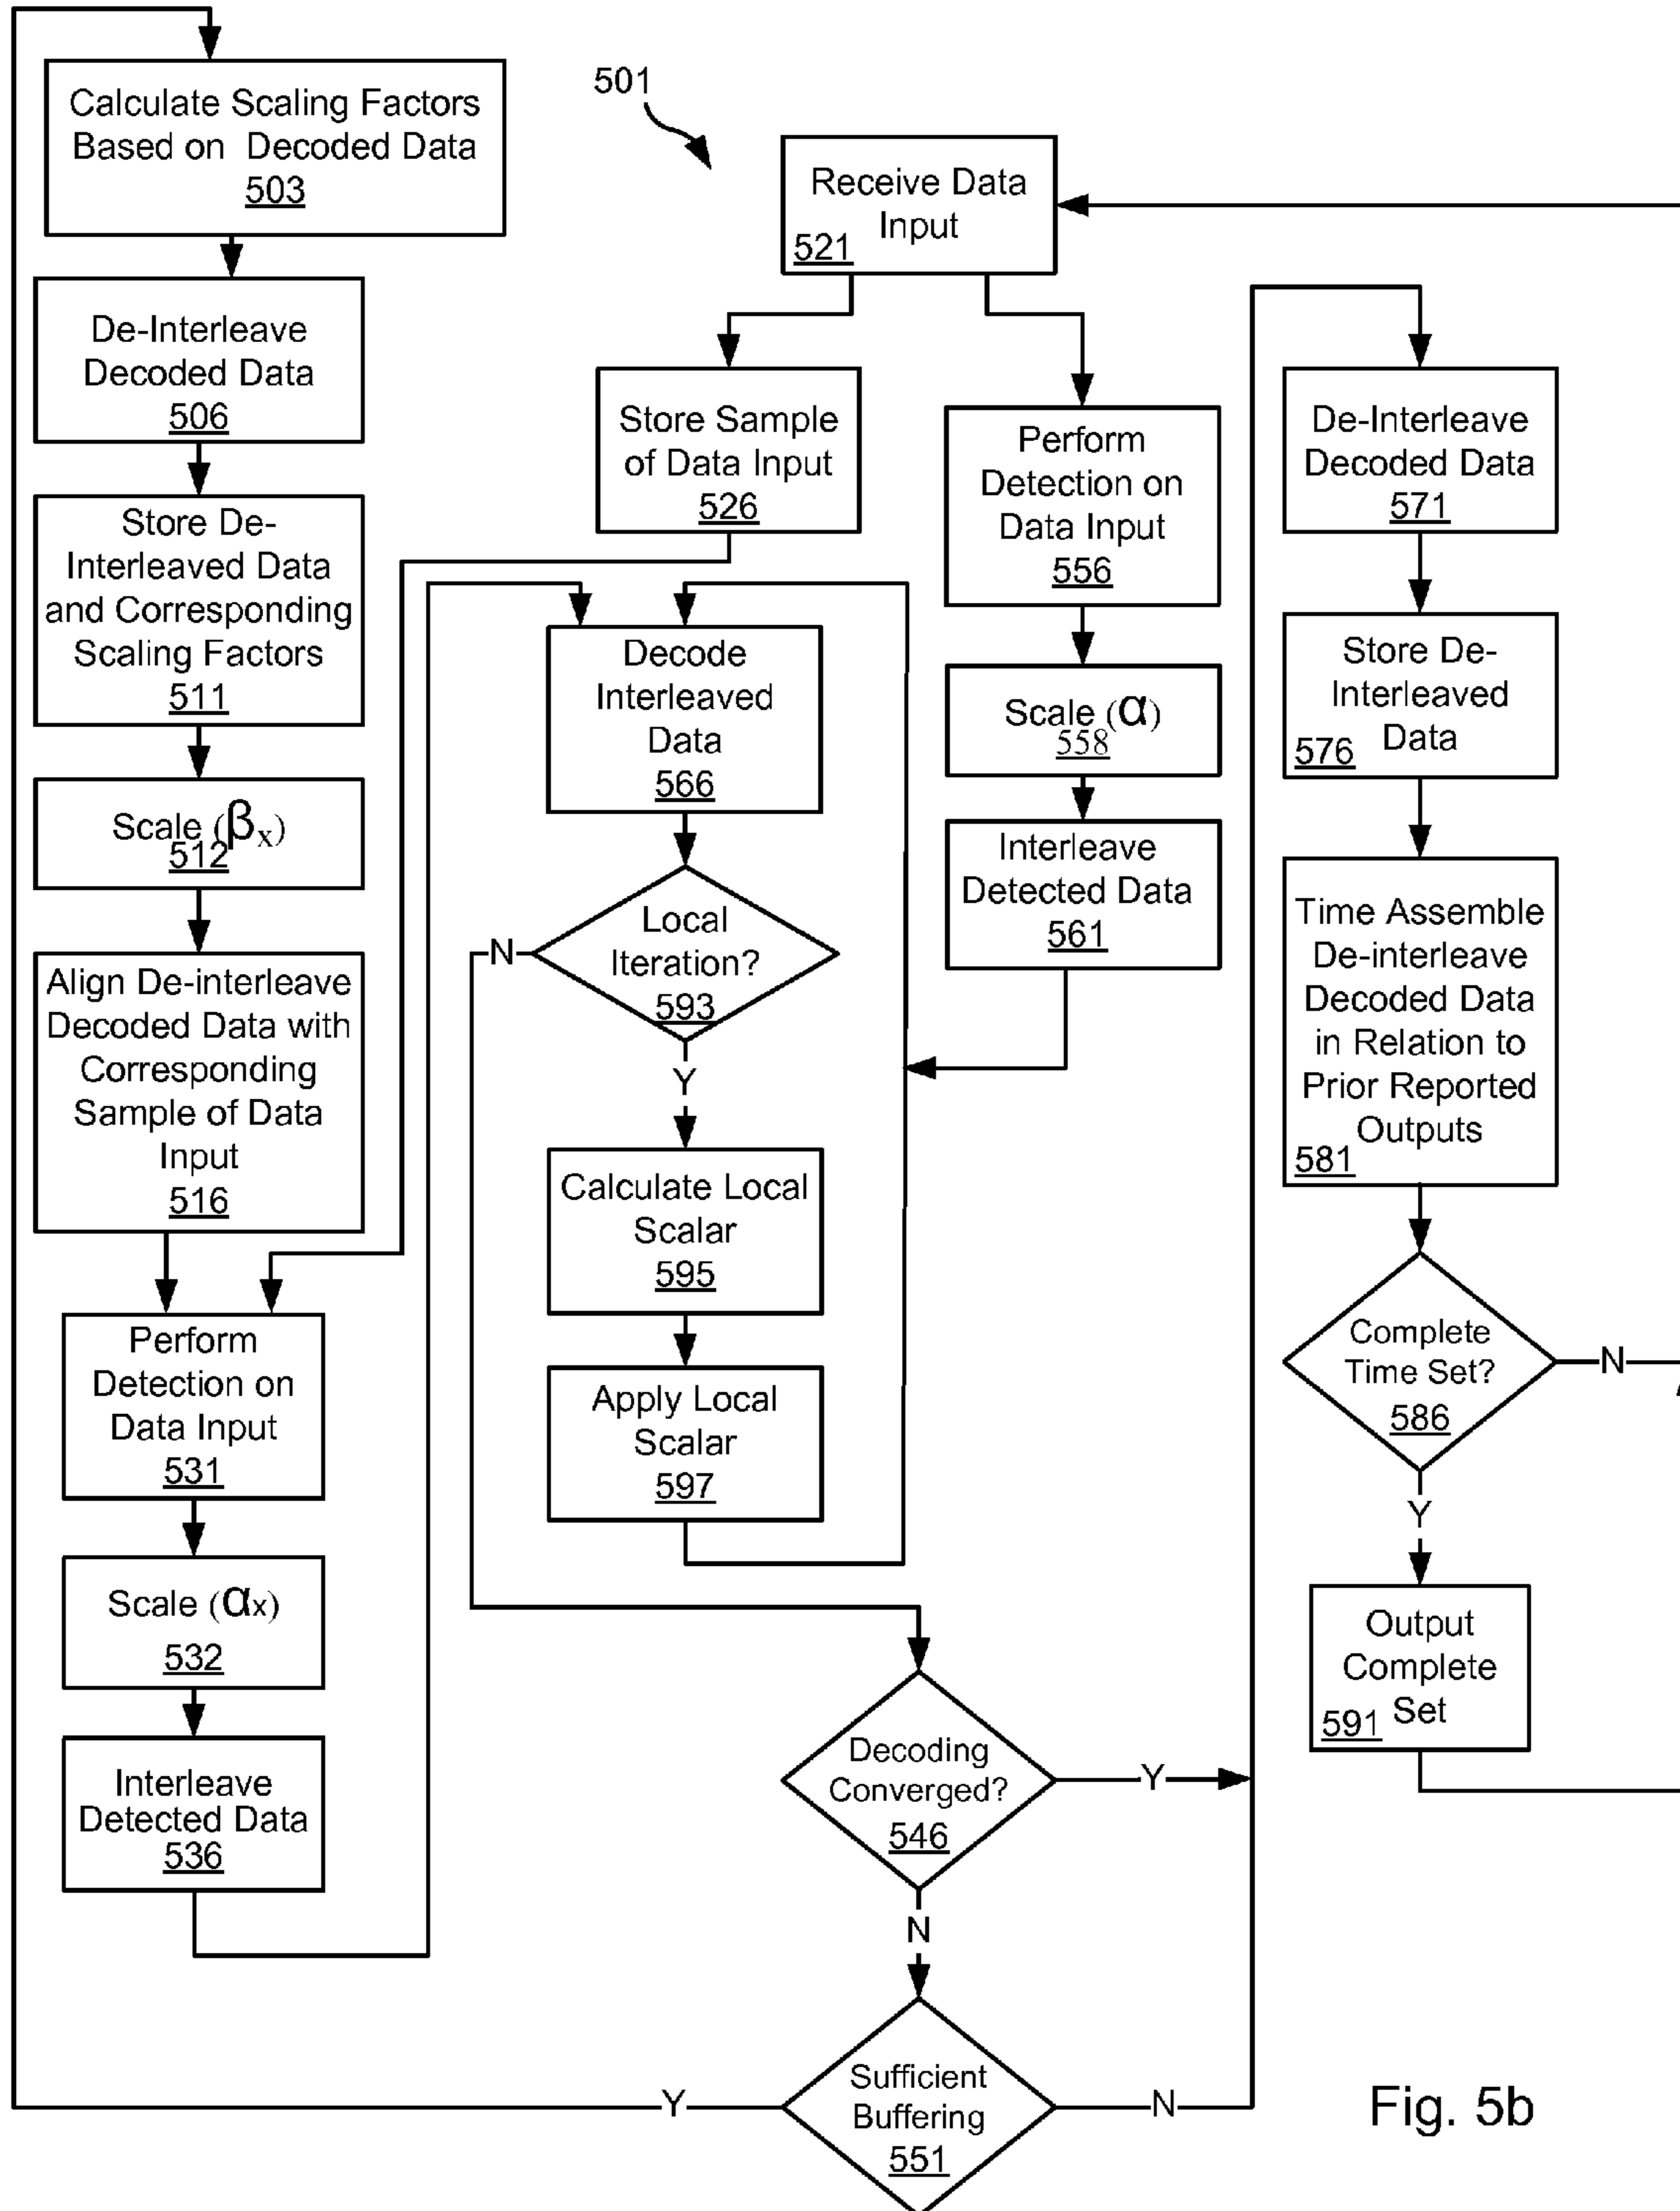 Calculate Scaling Factors
Based on Decoded Data
503
De-Interleave
Decoded Data
506
Store De-
Interleaved Data
and Corresponding
Scaling Factors
511
Scale (βx)
512
Align De-interleave
Decoded Data with
Corresponding
Sample of Data
Input
516
Perform
Detection on
Data Input
531
Scale (αx)
532
Interleave
Detected Data
536
501
Receive Data
Input
521
Store Sample
of Data Input
526
Decode
Interleaved
Data
566
Local
Iteration?
593
N
Y
Calculate Local
Scalar
595
Apply Local
Scalar
597
Perform
Detection on
Data Input
556
Scale (α)
558
Interleave
Detected Data
561
Decoding
Converged?
546
Y
N
Sufficient
Buffering
551
Y
N
De-Interleave
Decoded Data
571
Store De-
Interleaved
Data
576
Time Assemble
De-interleave
Decoded Data
in Relation to
Prior Reported
Outputs
581
Complete
Time Set?
586
N
Y
Output
Complete
Set
591
Fig. 5b